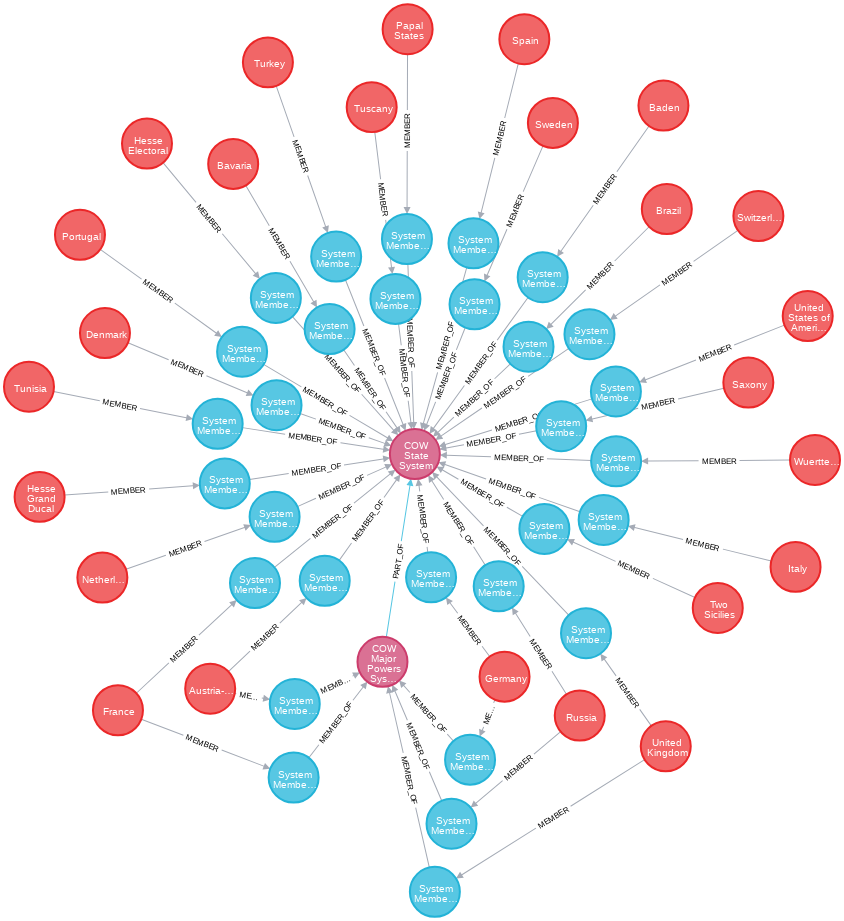 Papal
States
Spain
Turkey
Tuscany
Baden
Sweden
Hesse
Electoral
Bavaria
Brazil
Switzerl...
Portugal
MEMBER
MEMBER
MEMBER
MEMBER
MEMBER
MEMBER
MEMBER
MEMBER
MEMBER
MEMBER
MEMBER
System
Membe...
System
Membe...
System
Membe...
System
Membe...
System
Membe...
System
Membe...
System
Membe...
System
Membe...
System
Membe...
System
Membe...
System
Membe...
United
States of
Ameri...
Denmark
System
Membe...
MEMBER_OF
MEMBER_OF
MEMBER_OF
MEMBER_OF
MEMBER_OF
MEMBER_OF
MEMBER_OF
MEMBER_OF
MEMBER_OF
MEMBER_OF
MEMBER_OF
MEMBER
MEMBER
Tunisia
MEMBER
System
Membe...
System
Membe...
Saxony
MEMBER
System
Membe...
System
Membe...
MEMBER_OF
MEMBER_OF
MEMBER_OF
MEMBER_OF
COW
State
System
MEMBER_OF
System
Membe...
MEMBER
Wuertte...
Hesse
Grand
Ducal
MEMBER
System
Membe...
MEMBER_OF
MEMBER_OF
MEMBER_OF
MEMBER_OF
MEMBER_OF
MEMBER_OF
MEMBER_OF
MEMBER_OF
MEMBER_OF
MEMBER_OF
System
Membe...
System
Membe...
System
Membe...
MEMBER
MEMBER
MEMBER
Netherl...
Italy
PART_OF
System
Membe...
System
Membe...
System
Membe...
System
Membe...
Two
Sicilies
MEMBER
MEMBER
MEMBER
MEMBER
MEMBER
System
Membe...
COW
Major
Powers
Sys...
Austria-...
ME...
System
Membe...
MEMB...
Germany
ME...
France
MEMBER
System
Membe...
MEMBER_OF
MEMBER_OF
MEMBER_OF
MEMBER_OF
Russia
United
Kingdom
System
Membe...
MEMBER
System
Membe...
MEMBER
System
Membe...